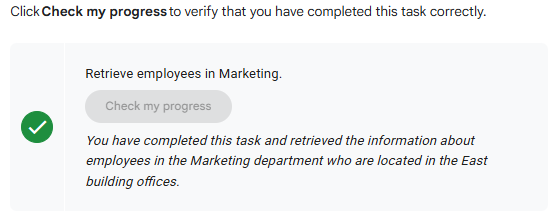 Click Check my progress to verify that you have completed this task correctly.
Retrieve employees in Marketing.
Check my progress
You have completed this task and retrieved the information about
employees in the Marketing department who are located in the East
building offices.